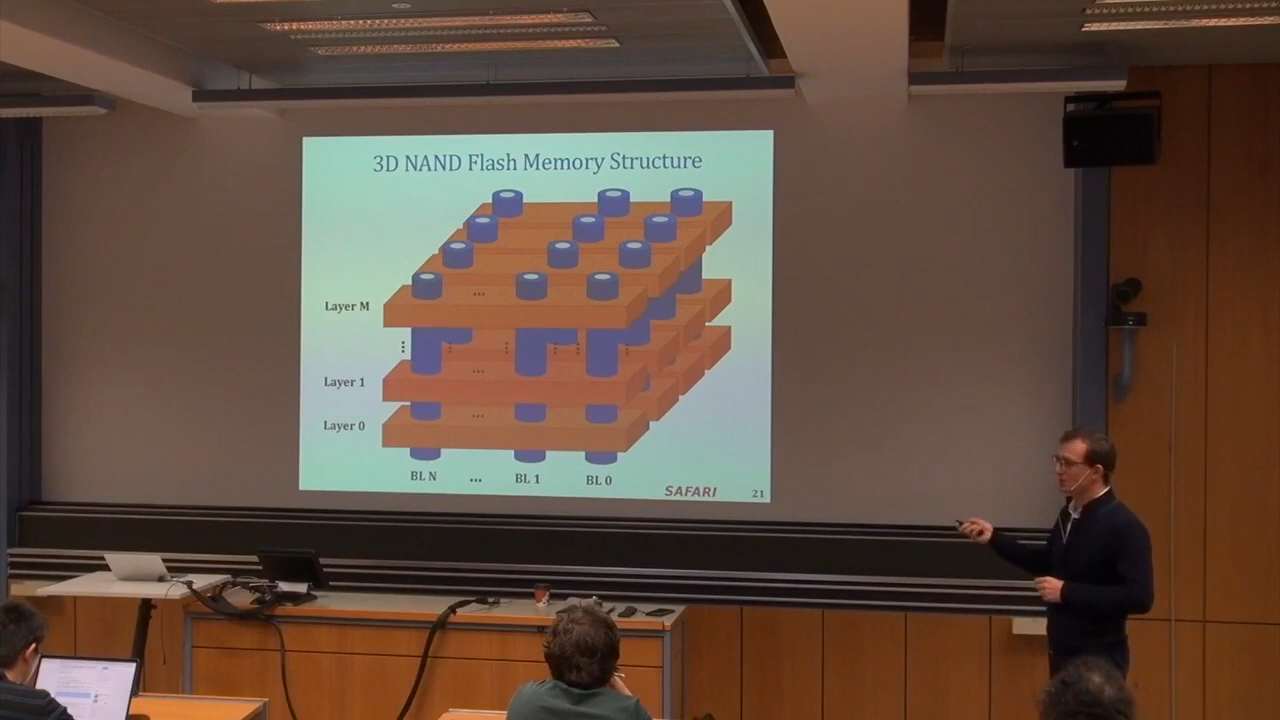 3D NAND Flash Memory Structure
...
Layer M
...
Layer 1
...
Layer 0
BL N ... BL 1 BL 0
SAFARI 21